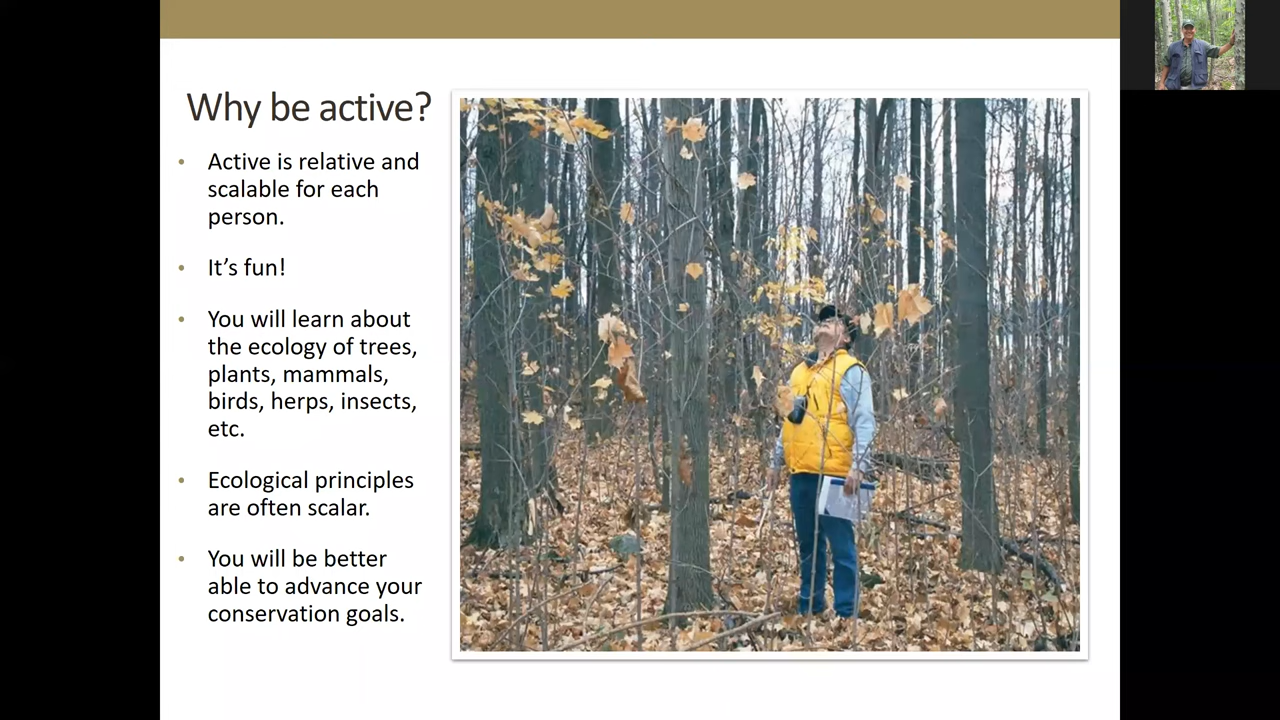 Why be active?
• Active is relative and
scalable for each
person.
• It's fun!
• You will learn about
the ecology of trees,
plants, mammals,
birds, herps, insects,
etc.
• Ecological principles
are often scalar.
• You will be better
able to advance your
conservation goals.